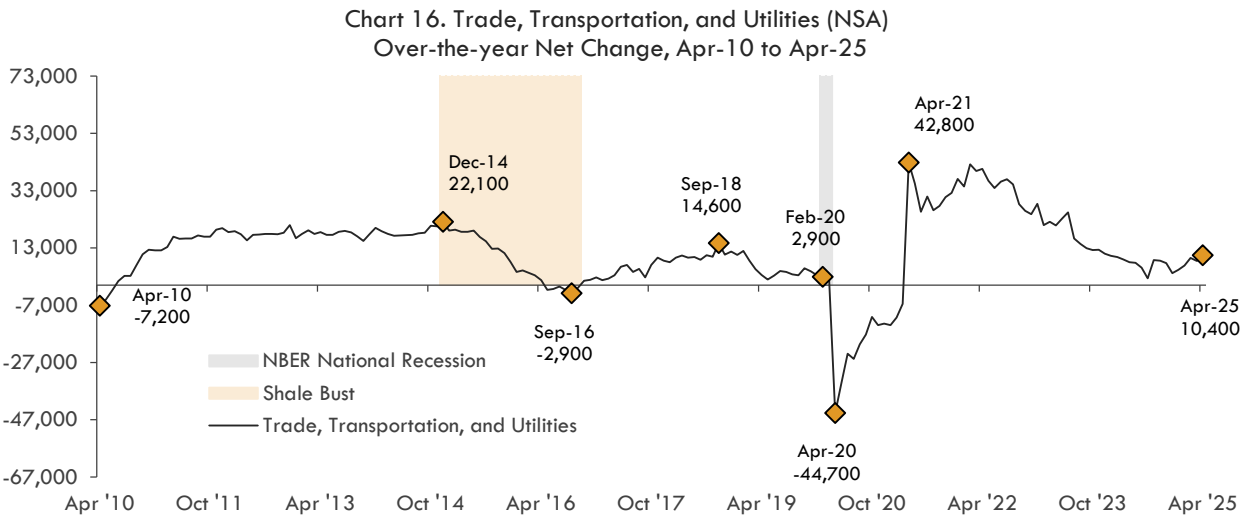 Chart 16. Trade, Transportation, and Utilities (NSA)
Over-the-year Net Change, Apr-10 to Apr-25
73,000
53,000
33,000
13,000
-7,000
-27,000
-47,000
-67,000
Apr-10
-7,200
Dec-14
22,100
Sep-16
-2,900
Sep-18
14,600
Feb-20
2,900
Apr-20
-44,700
Apr-21
42,800
Apr-25
10,400
NBER National Recession
Shale Bust
Trade, Transportation, and Utilities
Apr 10 Oct '11 Apr '13 Oct '14 Apr '16 Oct '17 Apr '19 Oct '20 Apr '22 Oct '23 Apr '25